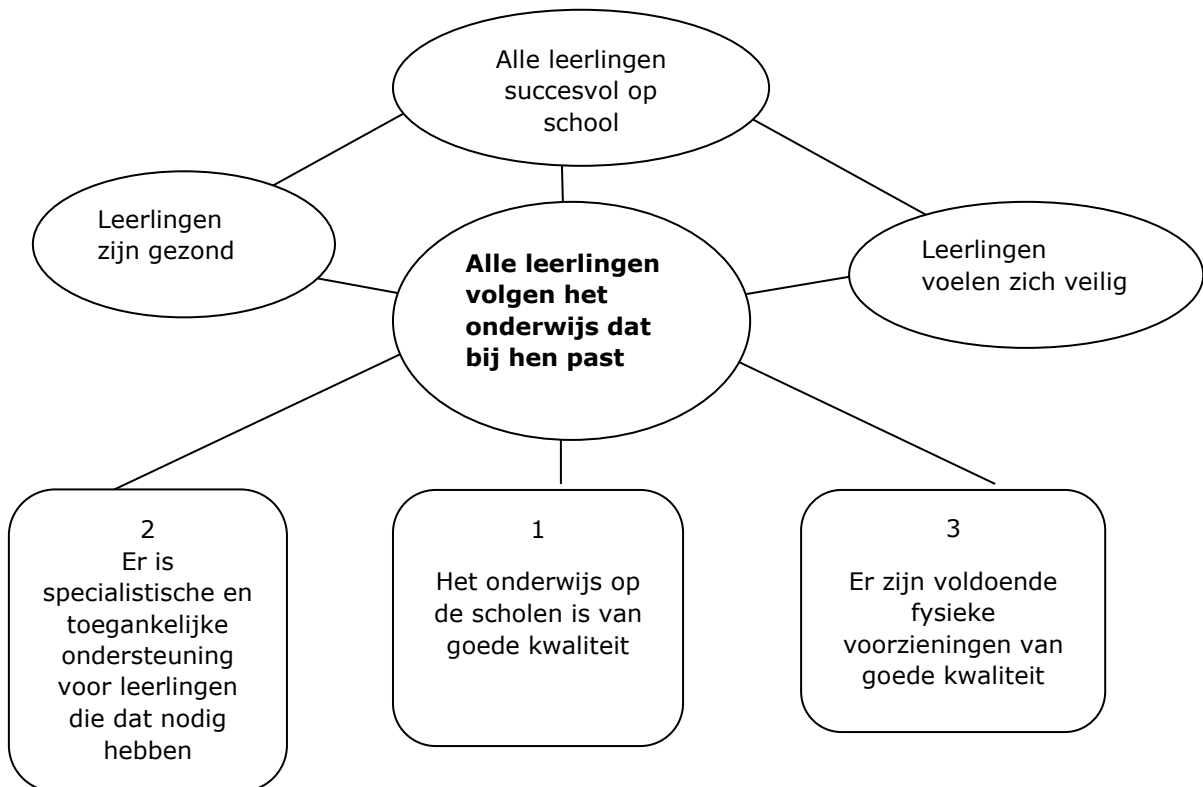 Alle leerlingen
succesvol op
school
Leerlingen
zijn gezond
Alle leerlingen
volgen het
onderwijs dat
bij hen past
Leerlingen
voelen zich veilig
2
Er is
specialistische en
toegankelijke
ondersteuning
voor leerlingen
die dat nodig
hebben
1
Het onderwijs op
de scholen is van
goede kwaliteit
3
Er zijn voldoende
fysieke
voorzieningen van
goede kwaliteit